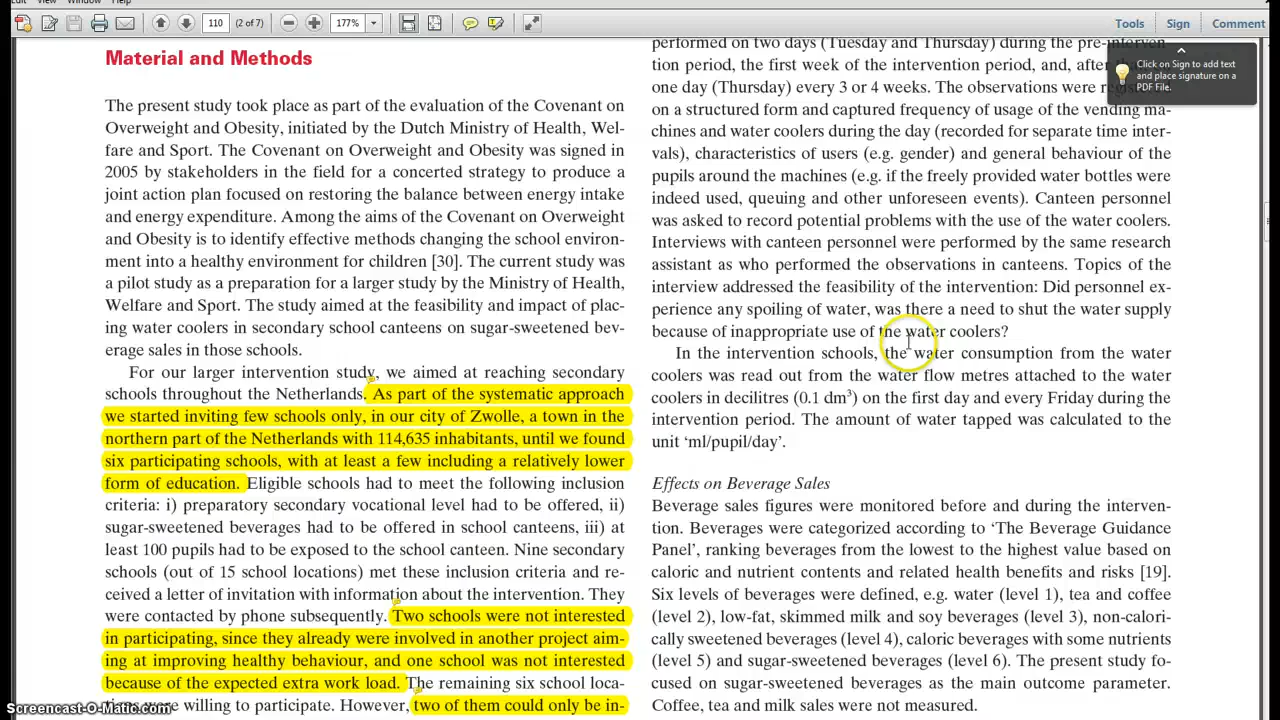 Edit
Window
Help
110
(2 of 7)
177%
Tools
Sign
Comment
Material and Methods
The present study took place as part of the evaluation of the Covenant on
Overweight and Obesity, initiated by the Dutch Ministry of Health, Wel-
fare and Sport. The Covenant on Overweight and Obesity was signed in
2005 by stakeholders in the field for a concerted strategy to produce a
joint action plan focused on restoring the balance between energy intake
and energy expenditure. Among the aims of the Covenant on Overweight
and Obesity is to identify effective methods changing the school environ-
ment into a healthy environment for children [30]. The current study was
a pilot study as a preparation for a larger study by the Ministry of Health,
Welfare and Sport. The study aimed at the feasibility and impact of plac-
ing water coolers in secondary school canteens on sugar-sweetened bev-
erage sales in those schools.
For our larger intervention study, we aimed at reaching secondary
schools throughout the Netherlands. As part of the systematic approach
we started inviting few schools only, in our city of Zwolle, a town in the
northern part of the Netherlands with 114,635 inhabitants, until we found
six participating schools, with at least a few including a relatively lower
form of education. Eligible schools had to meet the following inclusion
criteria: i) preparatory secondary vocational level had to be offered, ii)
sugar-sweetened beverages had to be offered in school canteens, iii) at
least 100 pupils had to be exposed to the school canteen. Nine secondary
schools (out of 15 school locations) met these inclusion criteria and re-
ceived a letter of invitation with information about the intervention. They
were contacted by phone subsequently. Two schools were not interested
in participating, since they already were involved in another project aim-
ing at improving healthy behaviour, and one school was not interested
because of the expected extra work load. The remaining six school loca-
were willing to participate. However, two of them could only be in-
performed on two days (Tuesday and Thursday) during the pre-interven-
tion period, the first week of the intervention period, and, after
one day (Thursday) every 3 or 4 weeks. The observations were registered
on a structured form and captured frequency of usage of the vending ma-
chines and water coolers during the day (recorded for separate time inter-
vals), characteristics of users (e.g. gender) and general behaviour of the
pupils around the machines (e.g. if the freely provided water bottles were
indeed used, queuing and other unforeseen events). Canteen personnel
was asked to record potential problems with the use of the water coolers.
Interviews with canteen personnel were performed by the same research
assistant as who performed the observations in canteens. Topics of the
interview addressed the feasibility of the intervention: Did personnel ex-
perience any spoiling of water, was there a need to shut the water supply
because of inappropriate use of the water coolers?
In the intervention schools, the water consumption from the water
coolers was read out from the water flow metres attached to the water
coolers in decilitres (0.1 dm³) on the first day and every Friday during the
intervention period. The amount of water tapped was calculated to the
unit ‘ml/pupil/day’.
Effects on Beverage Sales
Beverage sales figures were monitored before and during the interven-
tion. Beverages were categorized according to ‘The Beverage Guidance
Panel’, ranking beverages from the lowest to the highest value based on
caloric and nutrient contents and related health benefits and risks [19].
Six levels of beverages were defined, e.g. water (level 1), tea and coffee
(level 2), low-fat, skimmed milk and soy beverages (level 3), non-calori-
cally sweetened beverages (level 4), caloric beverages with some nutrients
(level 5) and sugar-sweetened beverages (level 6). The present study fo-
cused on sugar-sweetened beverages as the main outcome parameter.
Coffee, tea and milk sales were not measured.
Click on Sign to add text
and place signature on a
PDF File.
Screencast-O-Matic.com